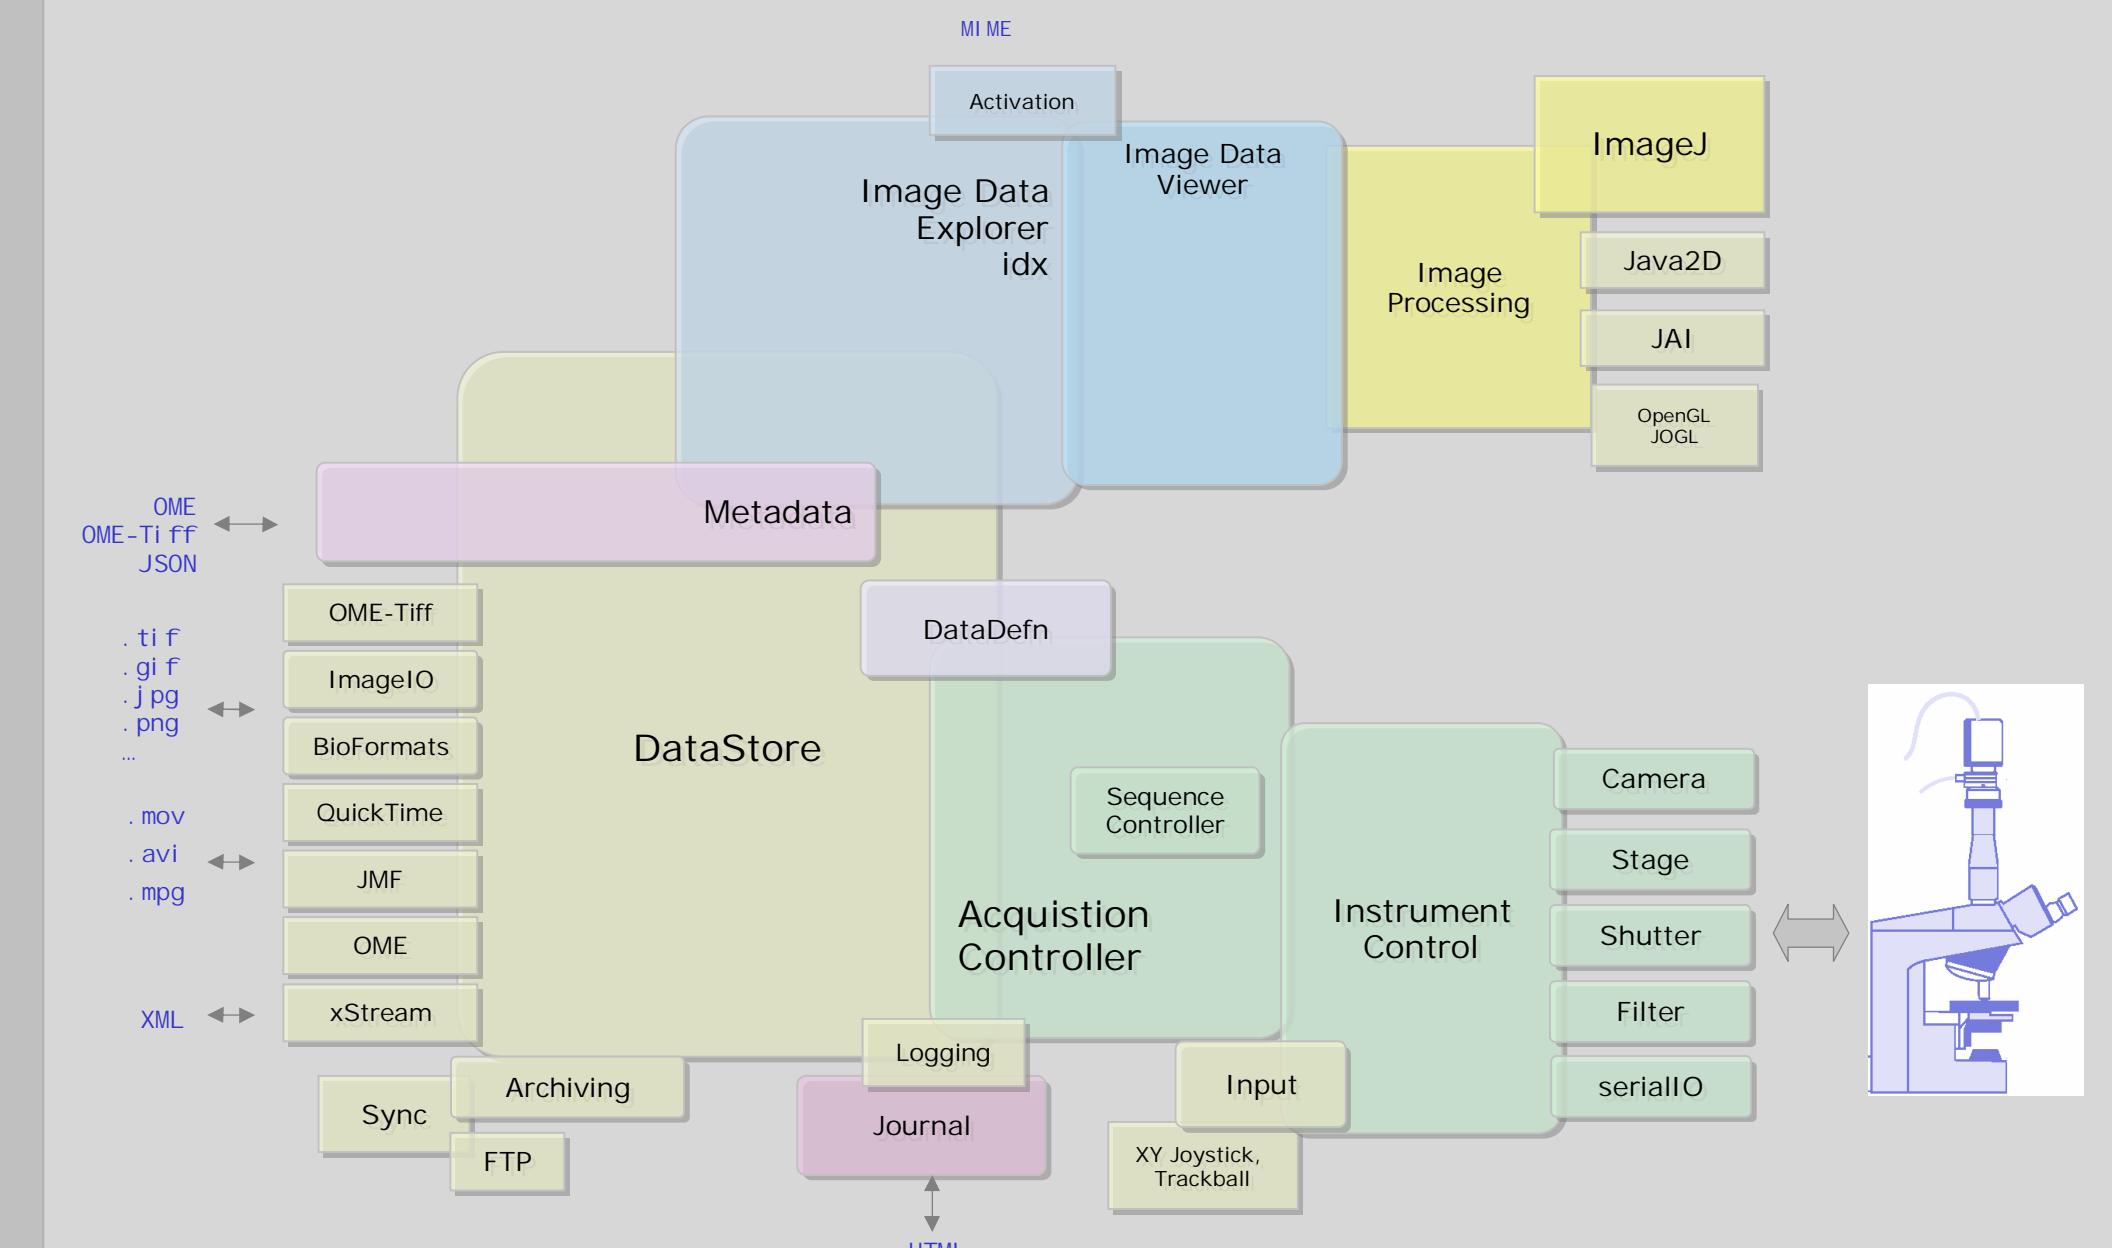 MIME
Activation
Image Data
Viewer
ImageJ
Image Data
Explorer
idx
Image
Processing
Java2D
JAI
OpenGL
JOGL
Metadata
OME
OME-Tiff
JSON
OME-Tiff
ImageIO
BioFormats
QuickTime
JMF
OME
xStream
.tif
.gif
.jpg
.png
...
.mov
.avi
.mpg
XML
DataDefn
DataStore
Sequence
Controller
Acquistion
Controller
Instrument
Control
Camera
Stage
Shutter
Filter
serialIO
Logging
Journal
Input
XY Joystick,
Trackball
Archiving
Sync
FTP
HTML